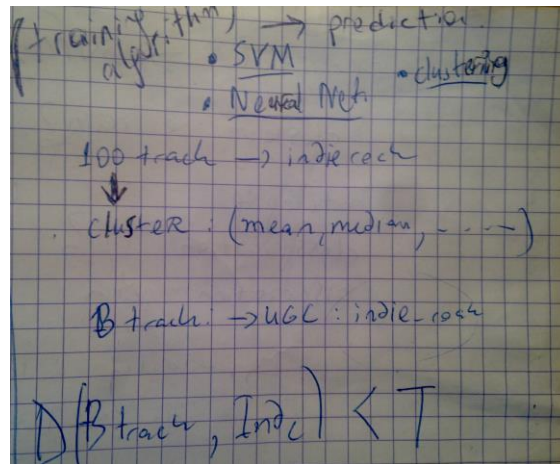 (training algorithm) → prediction.
• SVM
• clustering
• Neural Net
100 track → indie rock
cluster : (mean, median, - - - -)
B track : → UGC : indie-rock
D(B track, Ind_c) < T